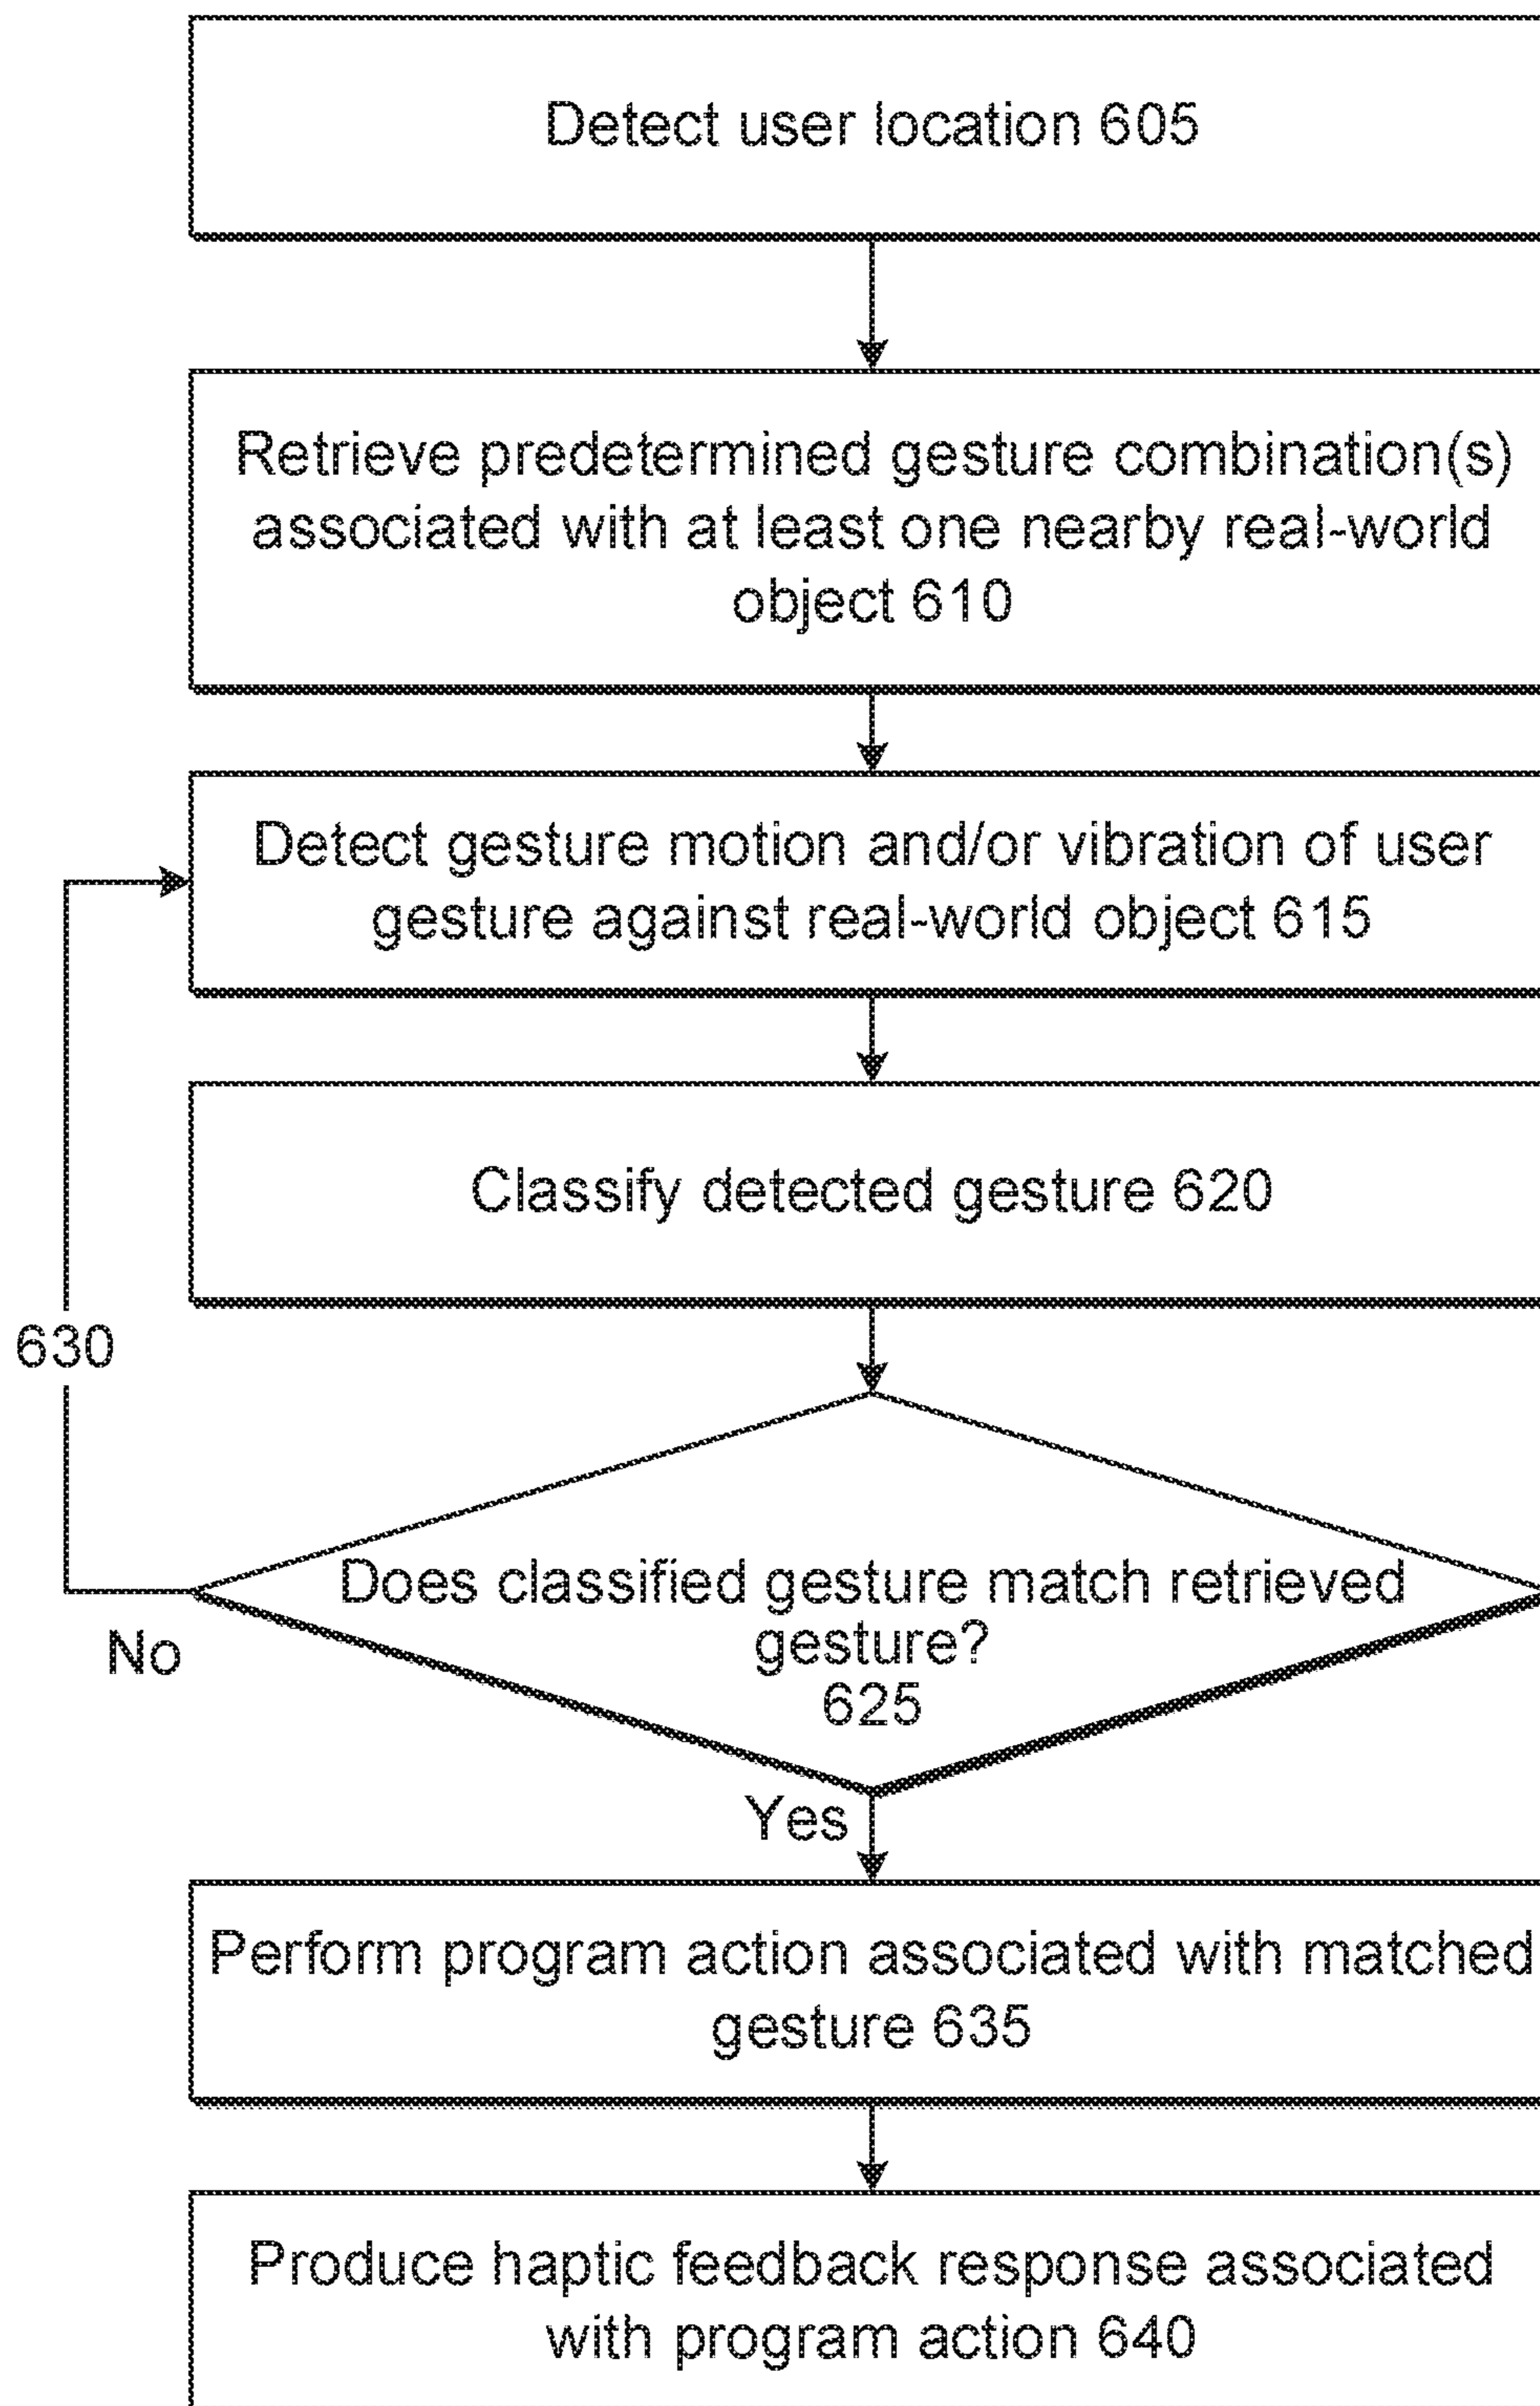 Detect user location 605
Retrieve predetermined gesture combination(s)
associated with at least one nearby real-world
object 610
Detect gesture motion and/or vibration of user
gesture against real-world object 615
Classify detected gesture 620
630
Does classified gesture match retrieved
gesture?
625
No
Yes
Perform program action associated with matched
gesture 635
Produce haptic feedback response associated
with program action 640